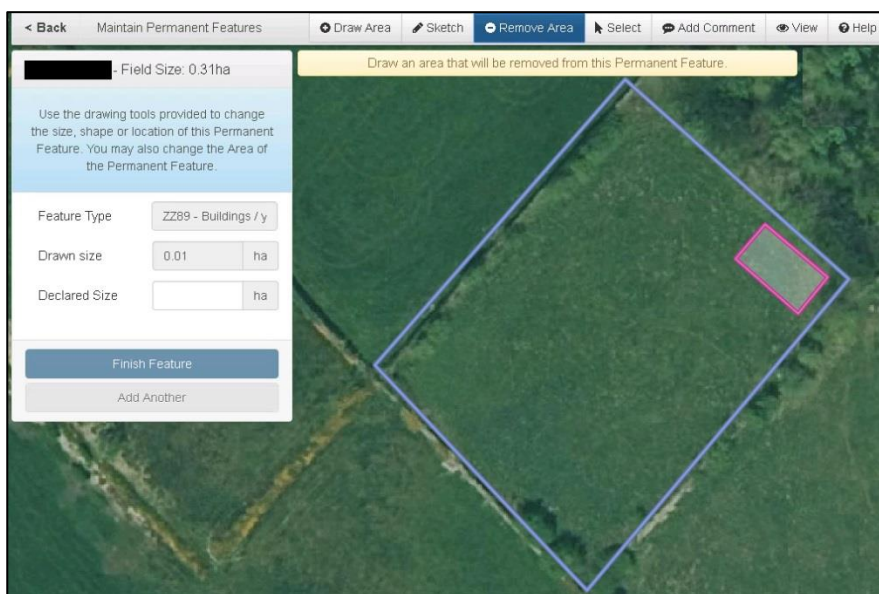 < Back Maintain Permanent Features Draw Area Sketch Remove Area Select Add Comment View Help
- Field Size: 0.31ha
Draw an area that will be removed from this Permanent Feature.
Use the drawing tools provided to change
the size, shape or location of this Permanent
Feature. You may also change the Area of
the Permanent Feature.
Feature Type ZZ89 - Buildings / y
Drawn size 0.01 ha
Declared Size ha
Finish Feature
Add Another